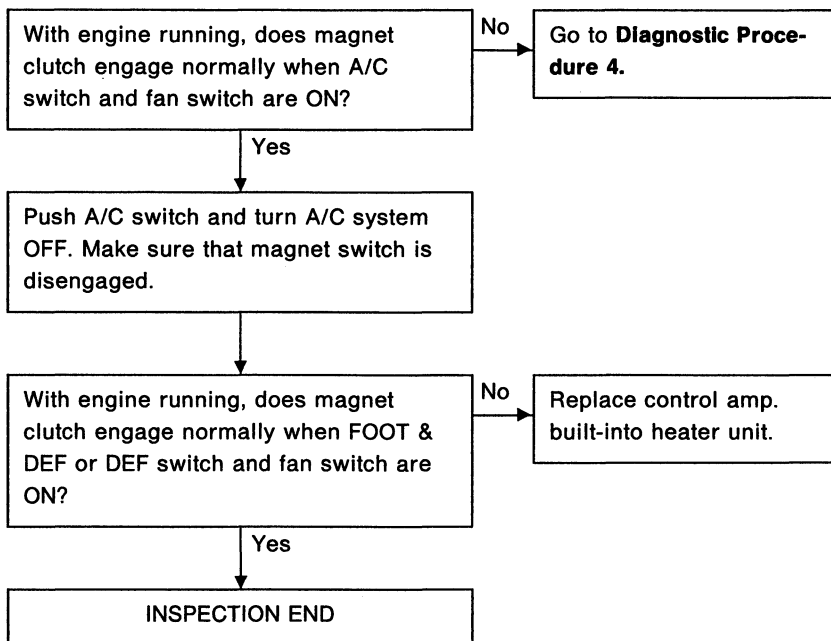 With engine running, does magnet
clutch engage normally when A/C
switch and fan switch are ON?
No
Go to Diagnostic Proce-
dure 4.
Yes
Push A/C switch and turn A/C system
OFF. Make sure that magnet switch is
disengaged.
With engine running, does magnet
clutch engage normally when FOOT &
DEF or DEF switch and fan switch are
ON?
No
Replace control amp.
built-into heater unit.
Yes
INSPECTION END